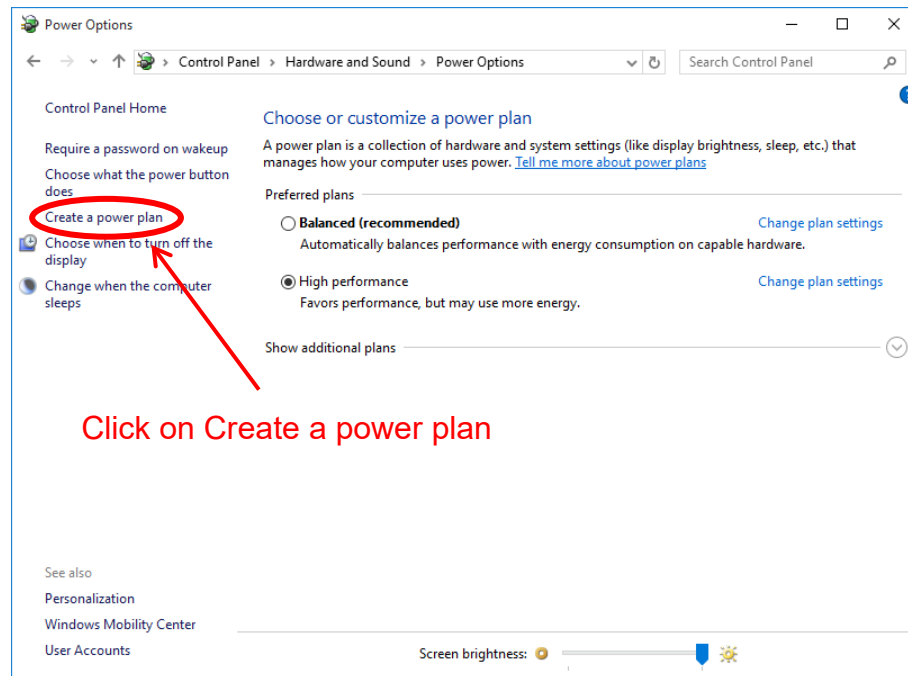 Power Options
Control Panel > Hardware and Sound > Power Options
Search Control Panel
Control Panel Home
Require a password on wakeup
Choose what the power button
does
Create a power plan
Choose when to turn off the
display
Change when the computer
sleeps
Choose or customize a power plan
A power plan is a collection of hardware and system settings (like display brightness, sleep, etc.) that
manages how your computer uses power. Tell me more about power plans
Preferred plans
Balanced (recommended)
Change plan settings
Automatically balances performance with energy consumption on capable hardware.
High performance
Change plan settings
Favors performance, but may use more energy.
Show additional plans
Click on Create a power plan
See also
Personalization
Windows Mobility Center
User Accounts
Screen brightness: